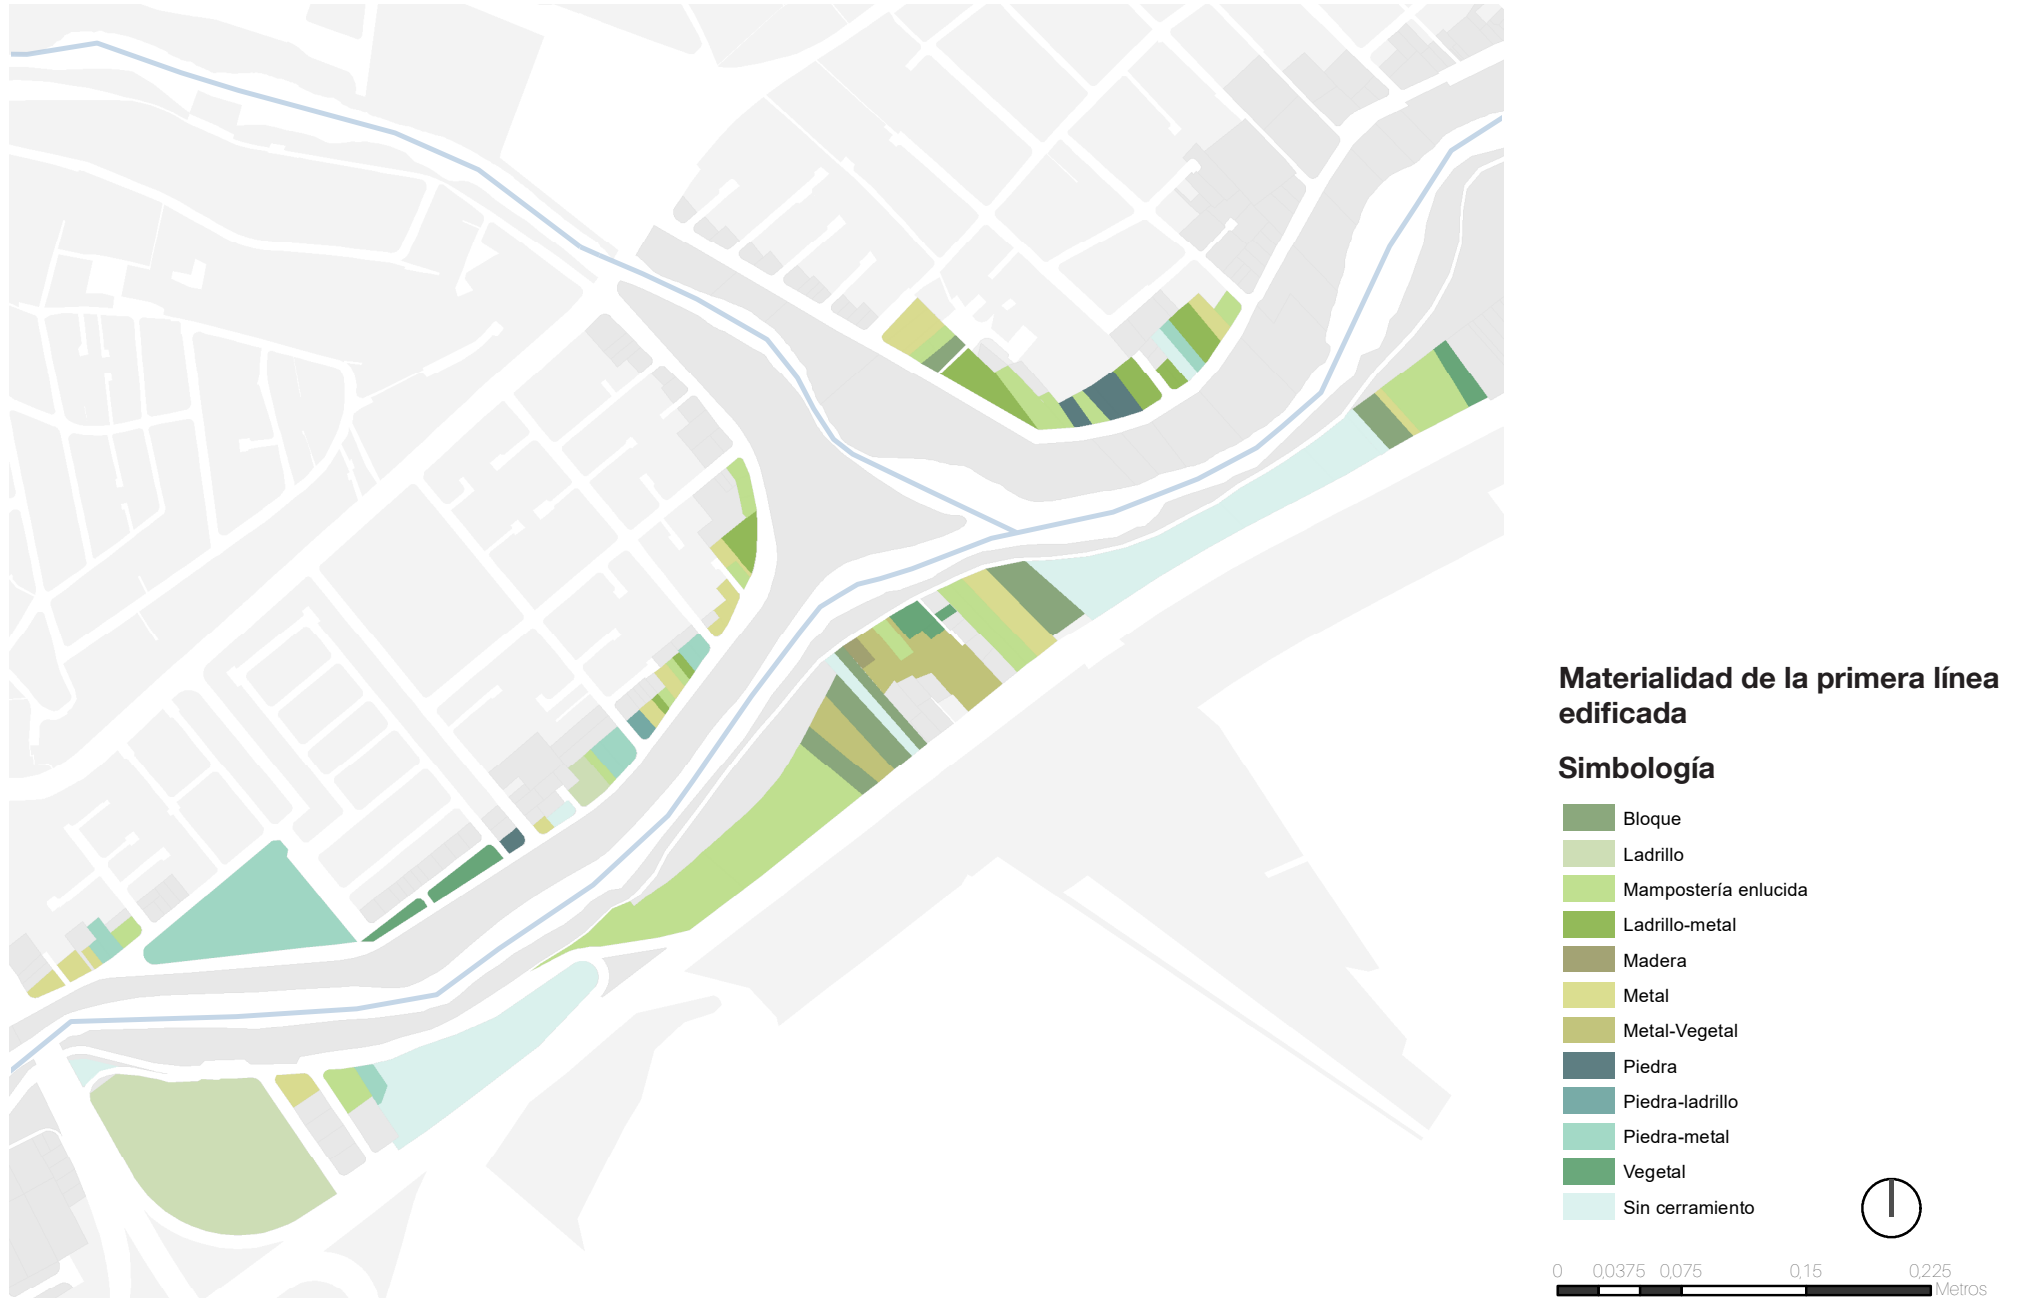 Materialidad de la primera línea
edificada
Simbología
Bloque
Ladrillo
Mampostería enlucida
Ladrillo-metal
Madera
Metal
Metal-Vegetal
Piedra
Piedra-ladrillo
Piedra-metal
Vegetal
Sin cerramiento
0 0,0375 0,075 0,15 0,225
Metros